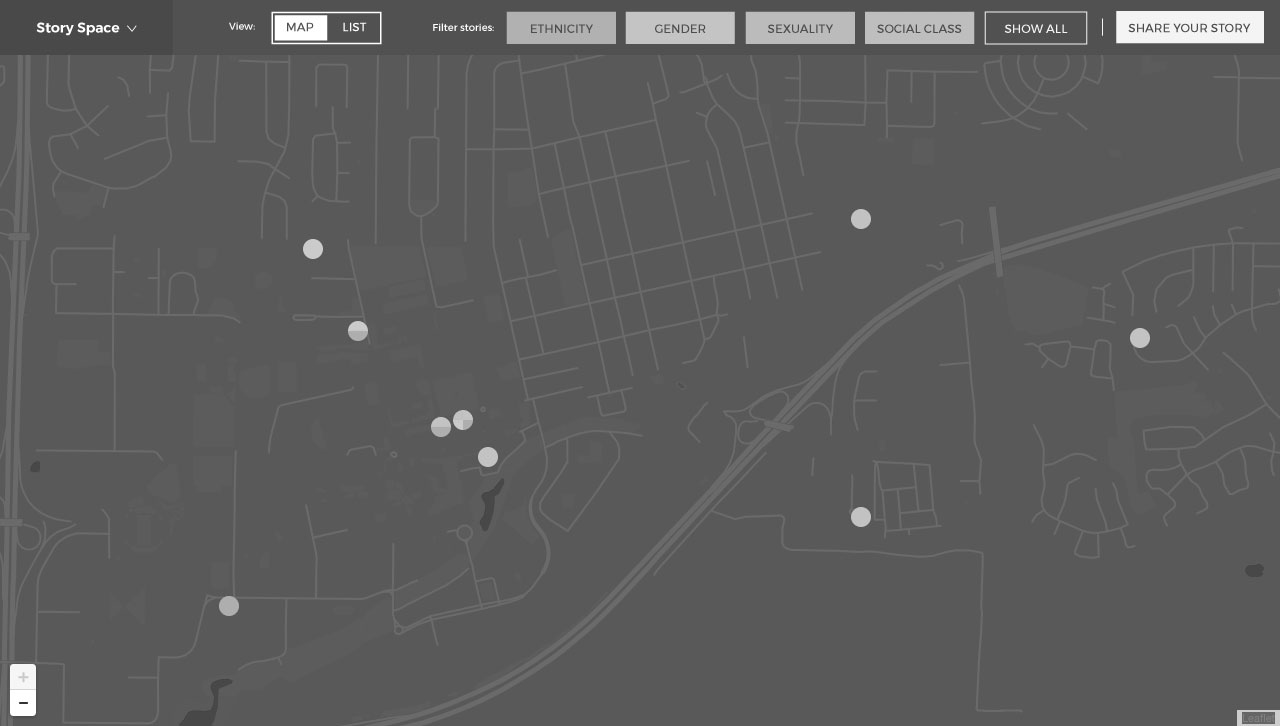 Story Space
View:
MAP
LIST
Filter stories:
ETHNICITY
GENDER
SEXUALITY
SOCIAL CLASS
SHOW ALL
SHARE YOUR STORY
+
−
Leaflet